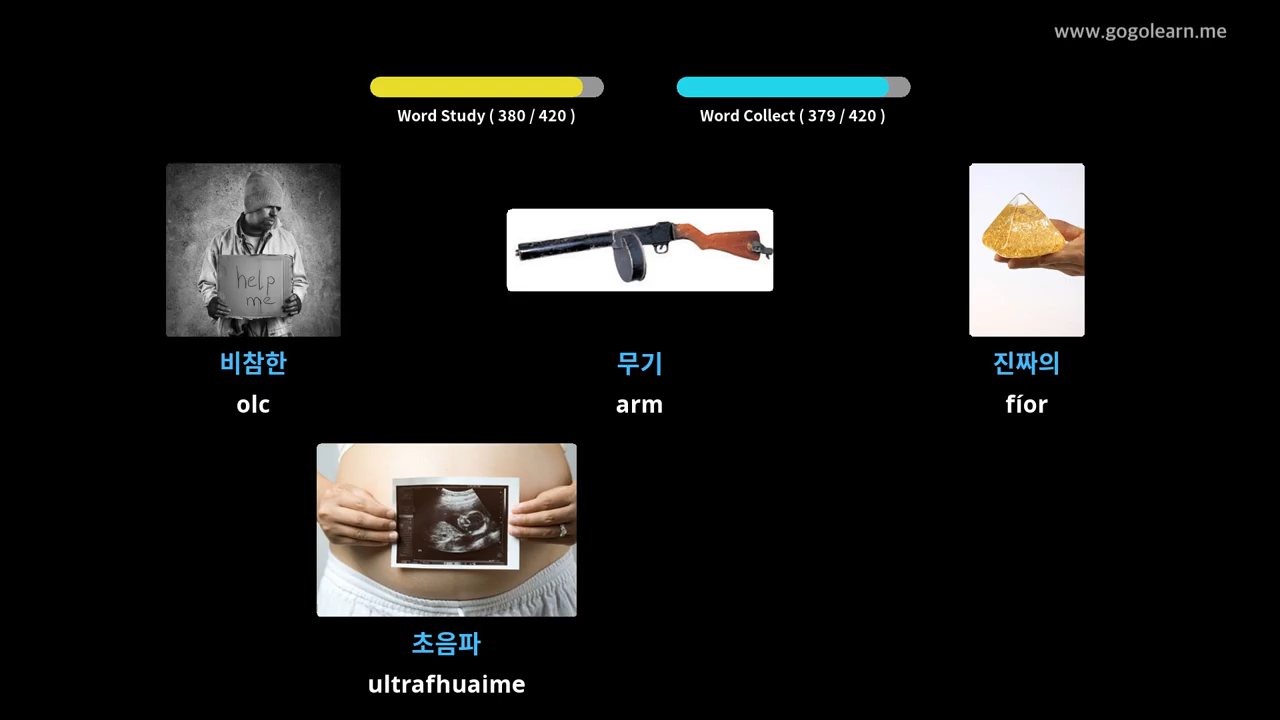 www.gogolearn.me
Word Study ( 380 / 420 )
Word Collect ( 379 / 420 )
help
me
비참한
무기
진짜의
olc
arm
fíor
초음파
ultrafhuaime